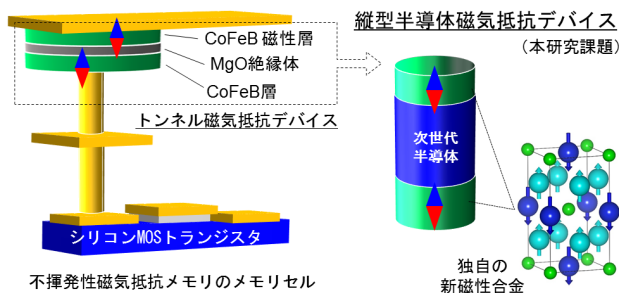 縦型半導体磁気抵抗デバイス
(本研究課題)
CoFeB 磁性層
MgO絶縁体
CoFeB層
トンネル磁気抵抗デバイス
次世代
半導体
シリコンMOSトランジスタ
不揮発性磁気抵抗メモリのメモリセル
独自の
新磁性合金